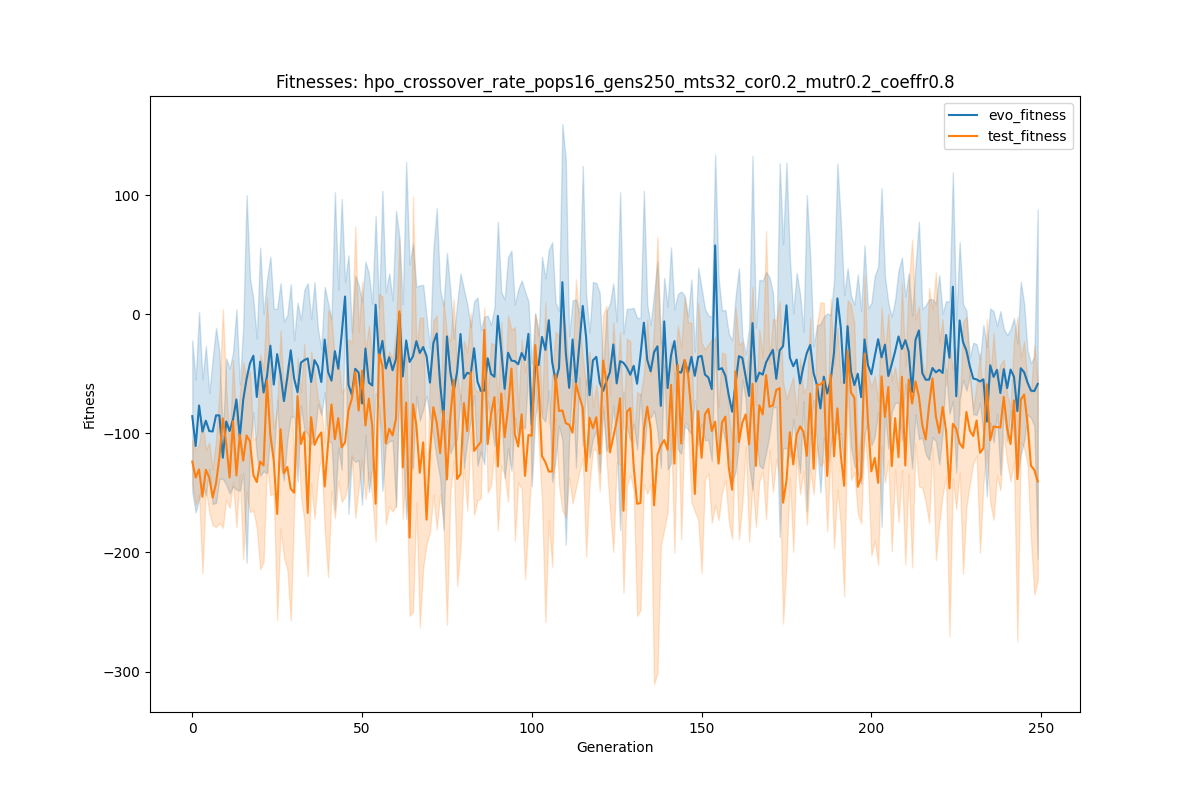 Fitnesses: hpo_crossover_rate_pops16_gens250_mts32_cor0.2_mutr0.2_coeffr0.8
evo_fitness
test_fitness
100
0
−100
−200
−300
Fitness
0
50
100
150
200
250
Generation